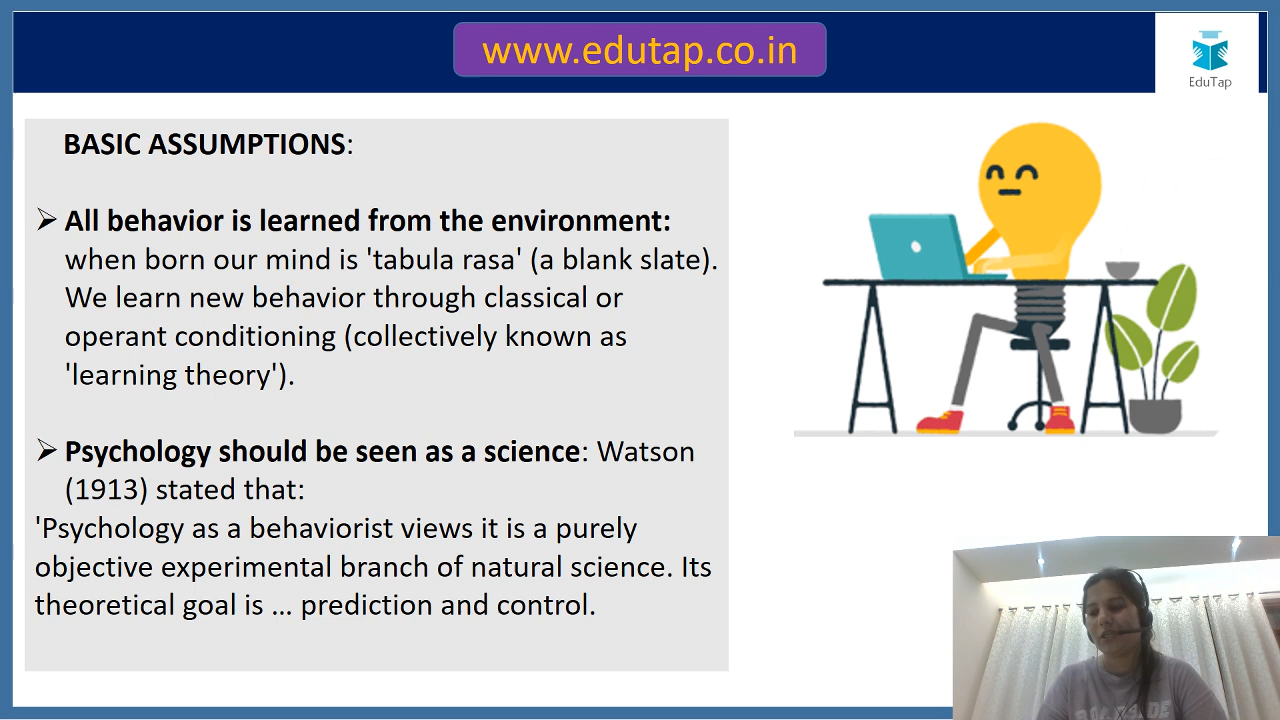 www.edutap.co.in
EduTap
BASIC ASSUMPTIONS:
All behavior is learned from the environment:
when born our mind is 'tabula rasa' (a blank slate).
We learn new behavior through classical or
operant conditioning (collectively known as
'learning theory').
Psychology should be seen as a science: Watson
(1913) stated that:
'Psychology as a behaviorist views it is a purely
objective experimental branch of natural science. Its
theoretical goal is … prediction and control.